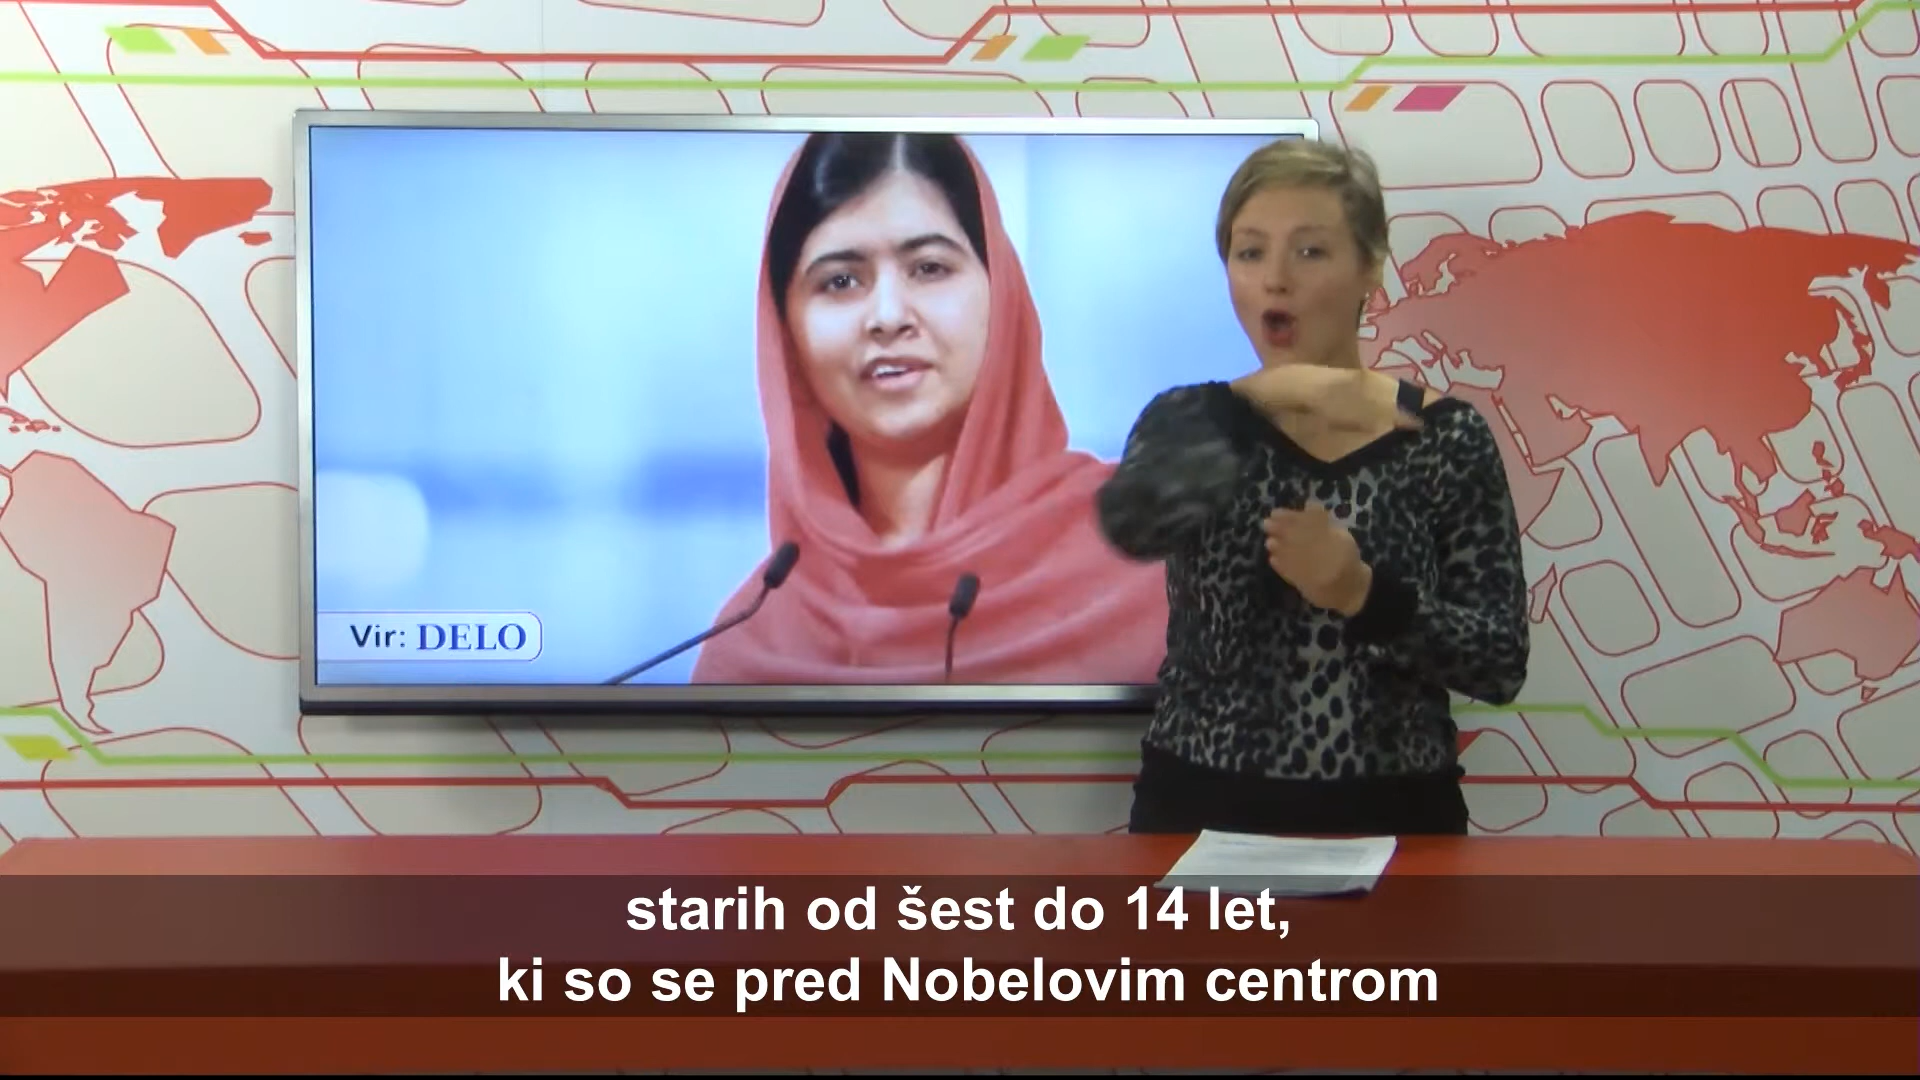 Vir: DELO
starih od šest do 14 let,
ki so se pred Nobelovim centrom